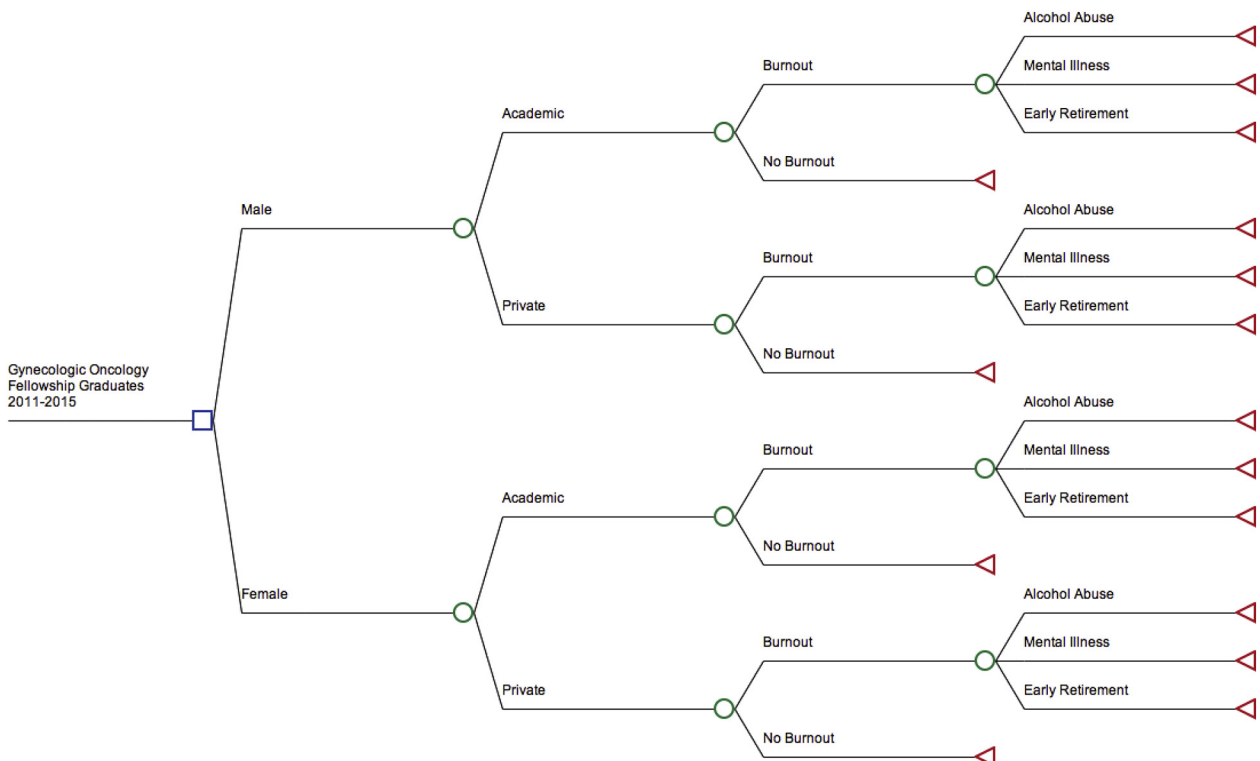 Alcohol Abuse
Burnout
Mental Illness
Academic
Early Retirement
No Burnout
Male
Alcohol Abuse
Burnout
Mental Illness
Private
Early Retirement
No Burnout
Gynecologic Oncology
Fellowship Graduates
2011-2015
Alcohol Abuse
Burnout
Mental Illness
Academic
Early Retirement
No Burnout
Female
Alcohol Abuse
Burnout
Mental Illness
Private
Early Retirement
No Burnout